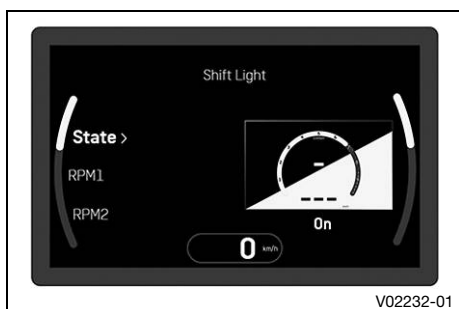 Shift Light
State >
RPM1
RPM2
On
0 km/h
V02232-01